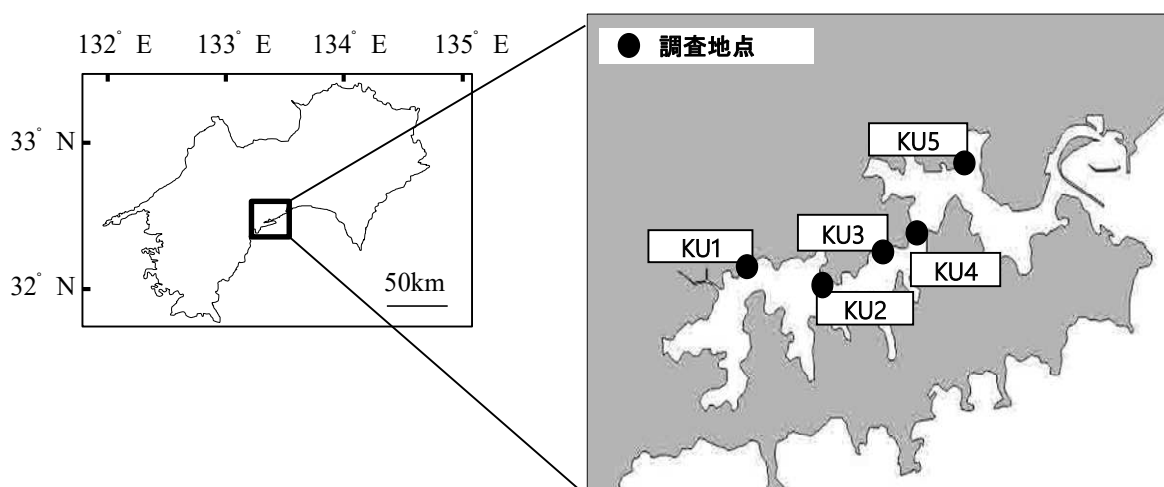 132° E 133° E 134° E 135° E
33° N
32° N
50km
調査地点
KU5
KU3
KU1
KU4
KU2